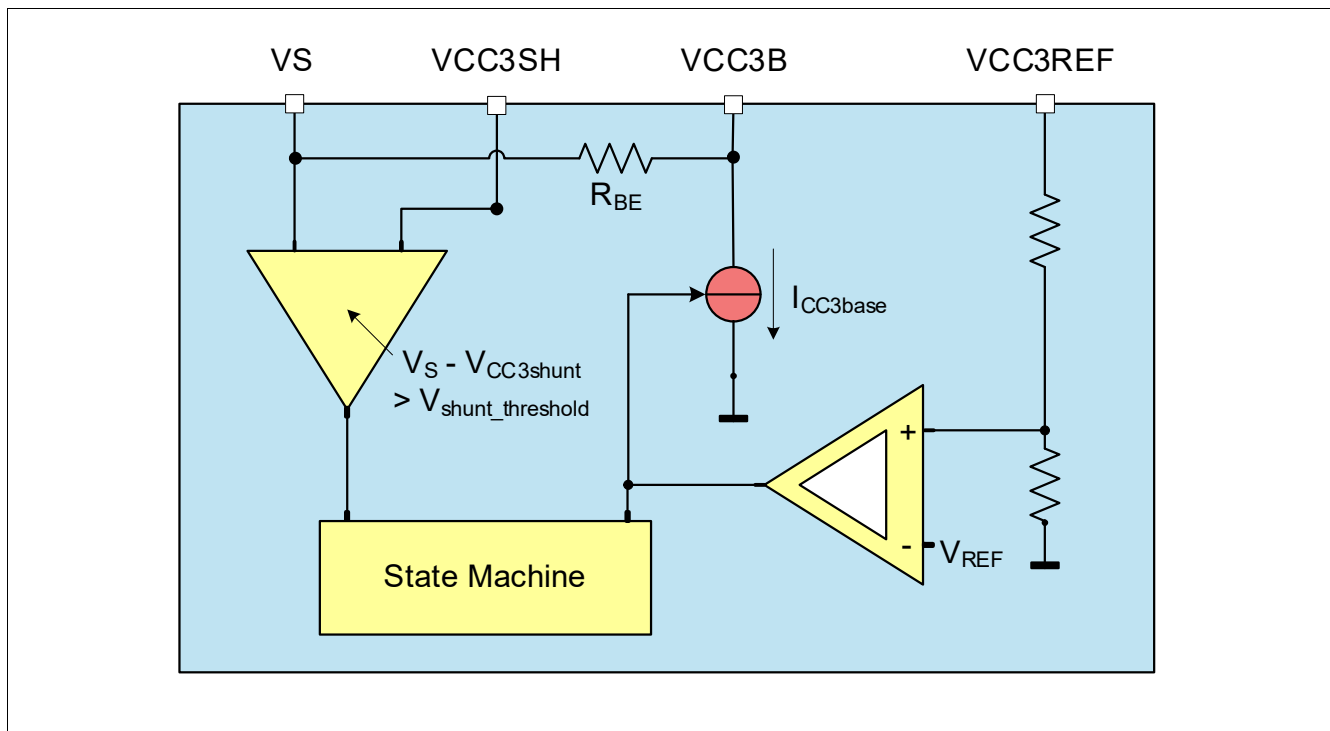 VS VCC3SH VCC3B VCC3REF
RBE
ICC3base
VS - VCC3shunt
> Vshunt_threshold
+
- VREF
State Machine